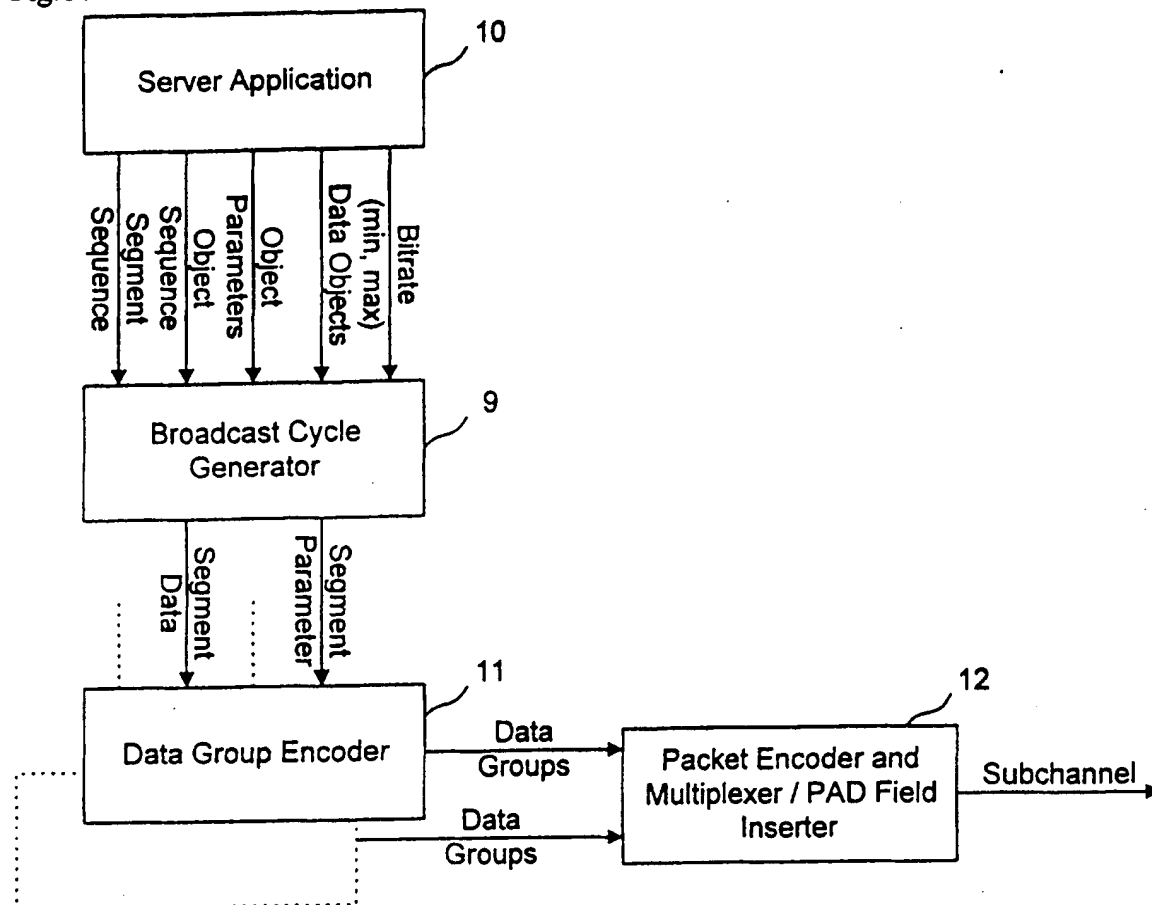 10
Server Application
Segment
Sequence
Object
Sequence
Object
Parameters
Data Objects
Bitrate
(min, max)
9
Broadcast Cycle
Generator
Segment
Data
Segment
Parameter
11
Data Group Encoder
Data
Groups
Data
Groups
12
Packet Encoder and
Multiplexer / PAD Field
Inserter
Subchannel